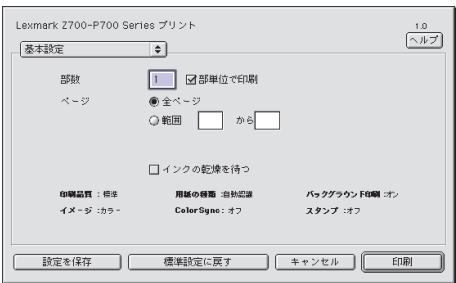 Lexmark Z700-P700 Series プリント 1.0
ヘルプ
基本設定
部数 1 部単位で印刷
ページ 全ページ
範囲 から
インクの乾燥を待つ
印刷品質：標準 用紙の種類：自動認識 バックグラウンド印刷：オン
イメージ：カラー ColorSync：オフ スタンプ：オフ
設定を保存 標準設定に戻す キャンセル 印刷